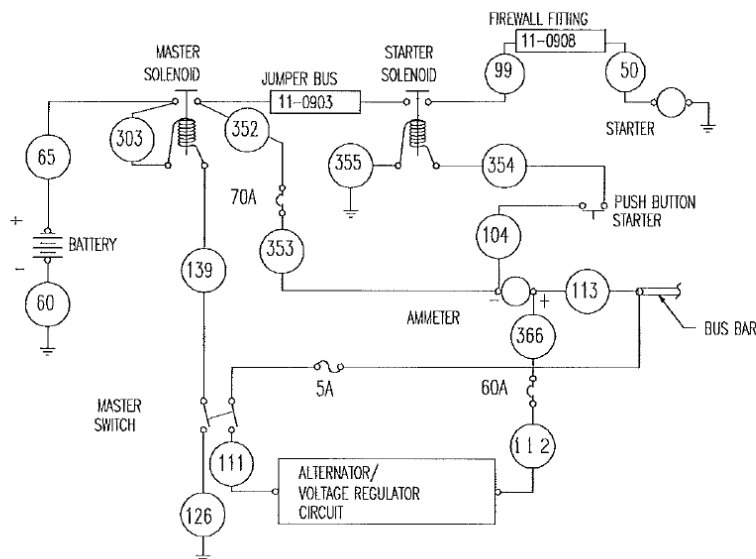 FIREWALL FITTING
11-0908
MASTER
SOLENOID
STARTER
SOLENOID
JUMPER BUS
11-0903
99
50
STARTER
303
352
65
355
354
70A
PUSH BUTTON
STARTER
+
BATTERY
-
104
353
139
60
- +
113
AMMETER
366
BUS BAR
5A
60A
MASTER
SWITCH
111
112
ALTERNATOR/
VOLTAGE REGULATOR
CIRCUIT
126